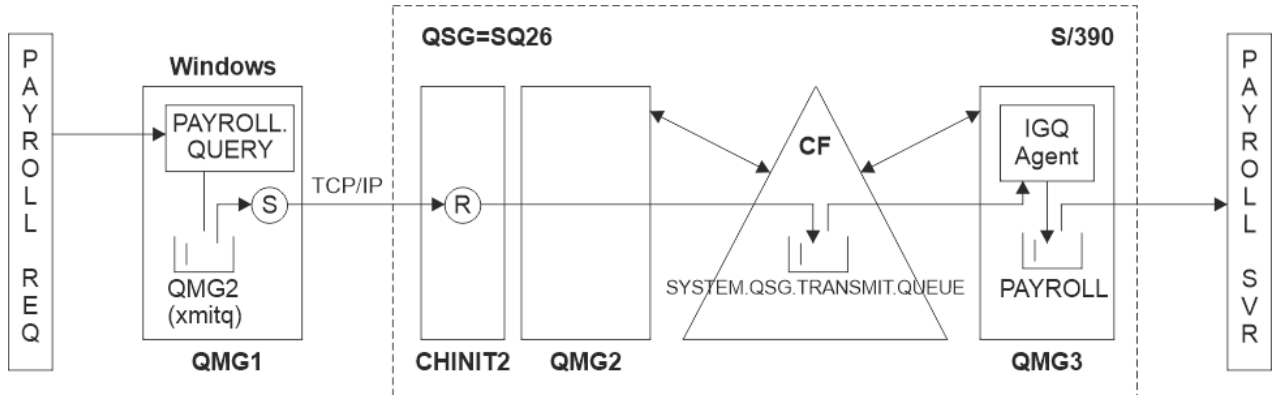 PAYROLL REQ
Windows
PAYROLL.
QUERY
S
QMG2
(xmitq)
QMG1
TCP/IP
QSG=SQ26
S/390
R
CHINIT2
QMG2
CF
SYSTEM.QSG.TRANSMIT.QUEUE
IGQ
Agent
PAYROLL
QMG3
PAYROLL SVR